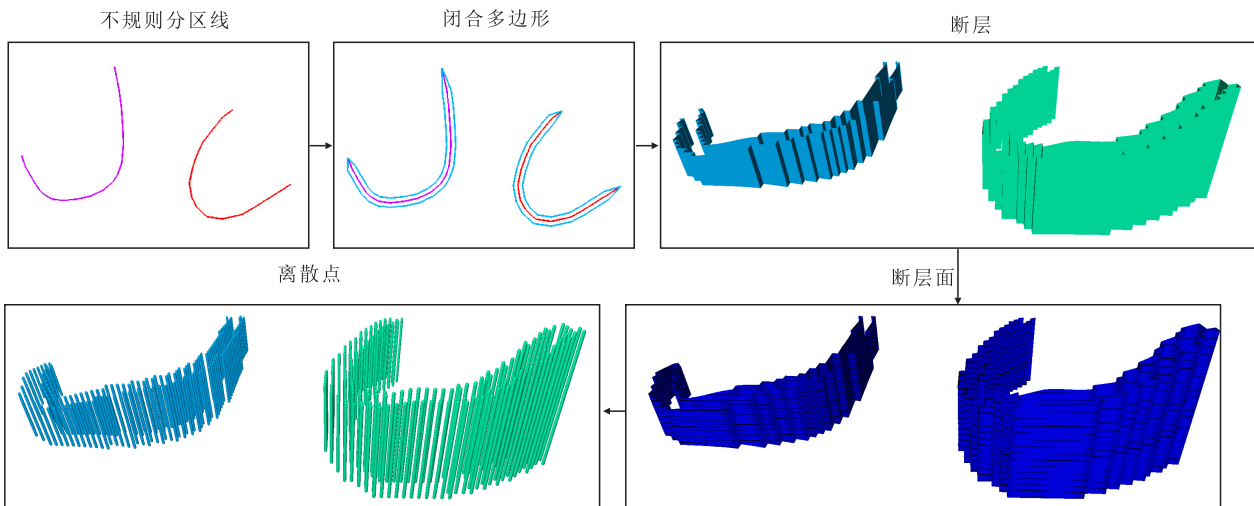 不规则分区线
闭合多边形
断层
离散点
断层面